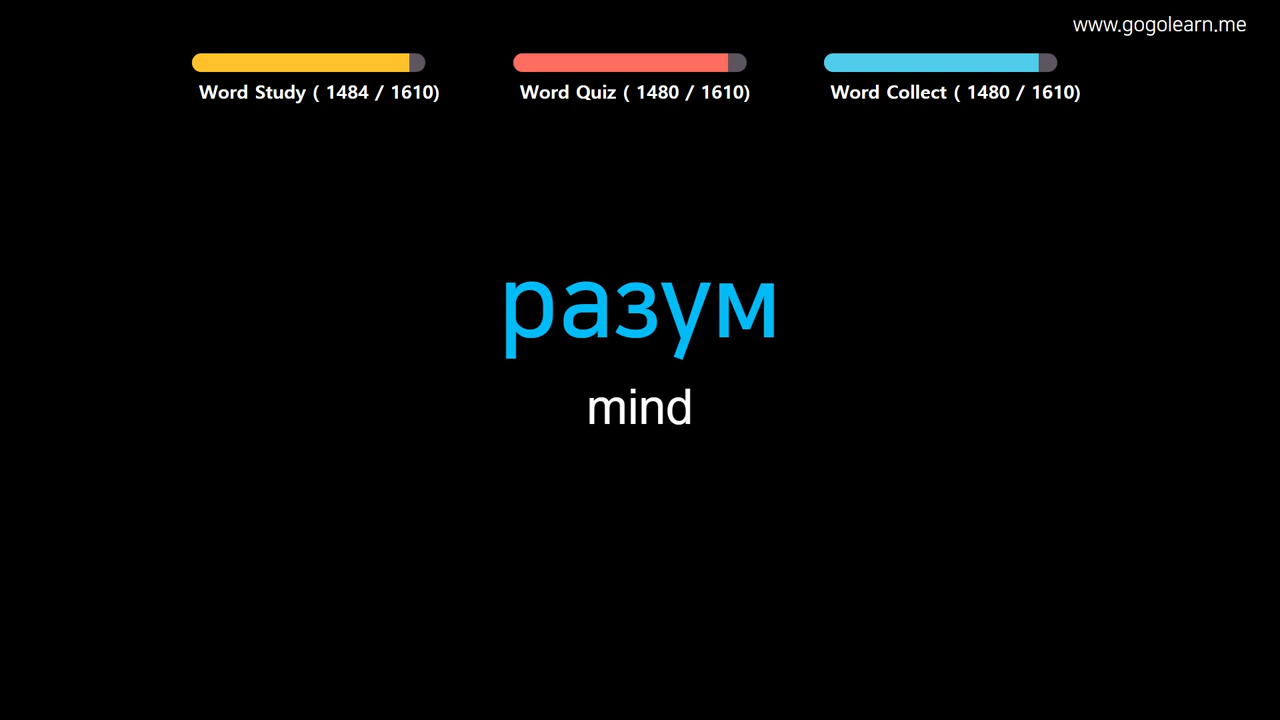 www.gogolearn.me
Word Study ( 1484 / 1610)
Word Quiz ( 1480 / 1610)
Word Collect ( 1480 / 1610)
разум
mind